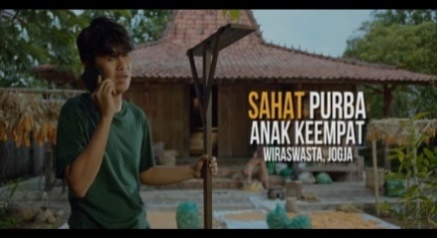 SAHAT PURBA
ANAK KEEMPAT
WIRASWASTA, JOGJA